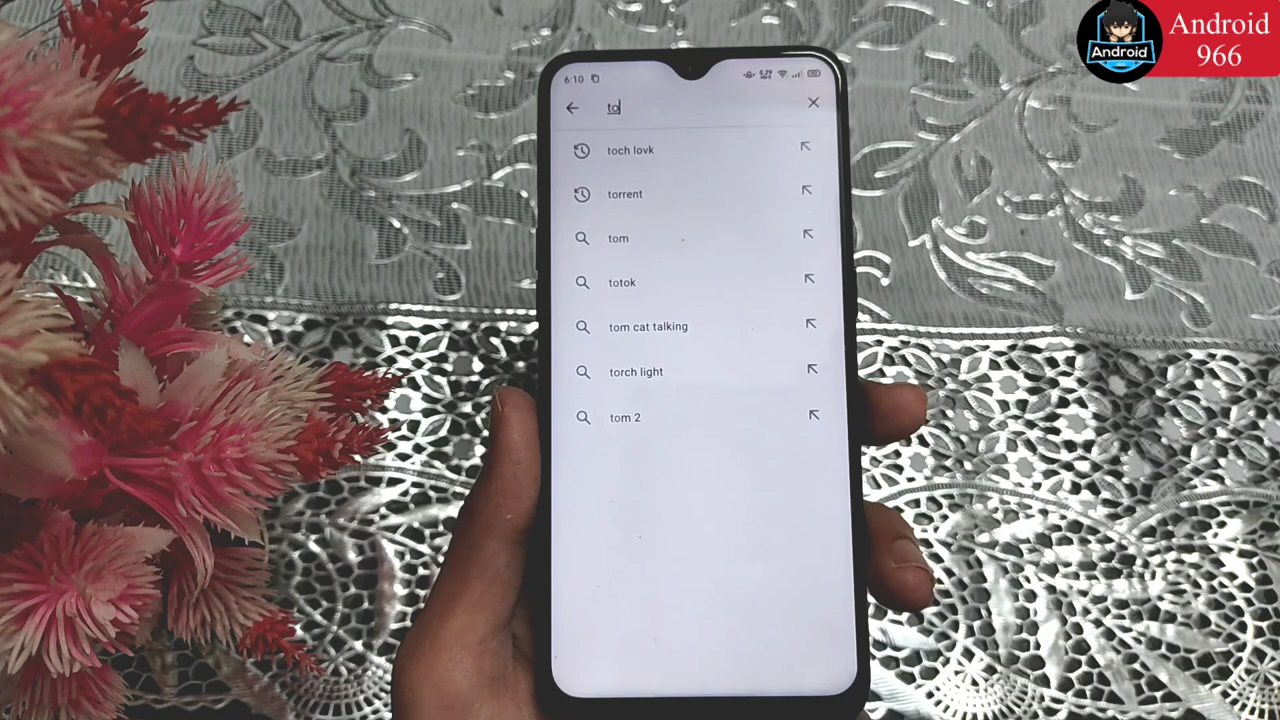 Android
Android
966
6:10
to
toch lovk
torrent
tom
totok
tom cat talking
torch light
tom 2